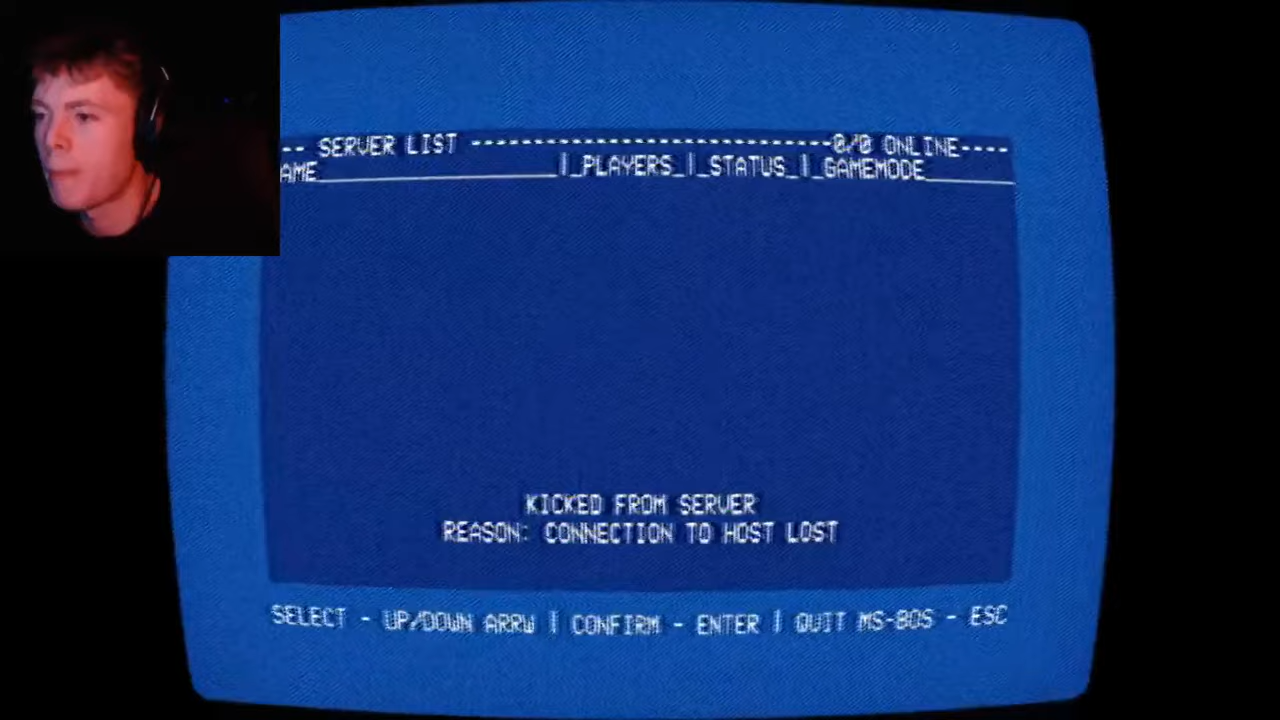 -- SERVER LIST ------------------------------0/0 ONLINE----
AME_________________|_PLAYERS_|_STATUS_|_GAMEMODE______
KICKED FROM SERVER
REASON: CONNECTION TO HOST LOST
SELECT - UP/DOWN ARRW | CONFIRM - ENTER | QUIT MS-BOS - ESC